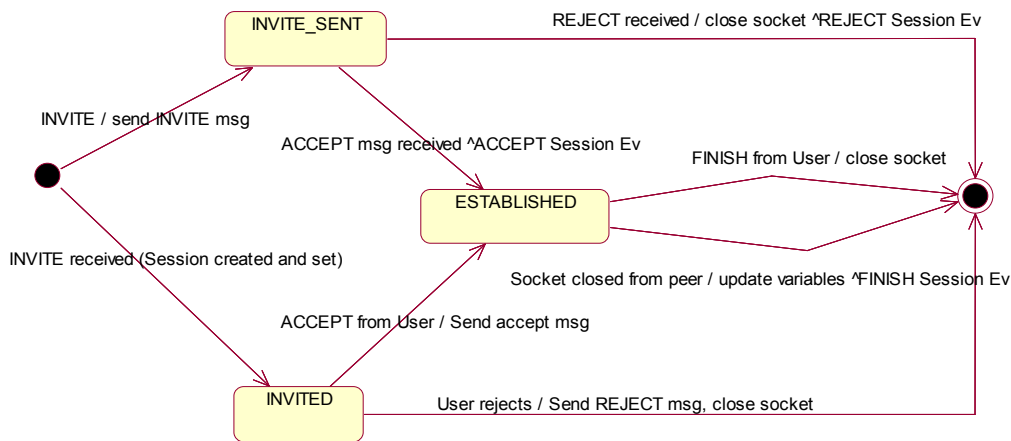 INVITE_SENT
REJECT received / close socket ^REJECT Session Ev
INVITE / send INVITE msg
ACCEPT msg received ^ACCEPT Session Ev
FINISH from User / close socket
ESTABLISHED
INVITE received (Session created and set)
Socket closed from peer / update variables ^FINISH Session Ev
ACCEPT from User / Send accept msg
INVITED
User rejects / Send REJECT msg, close socket